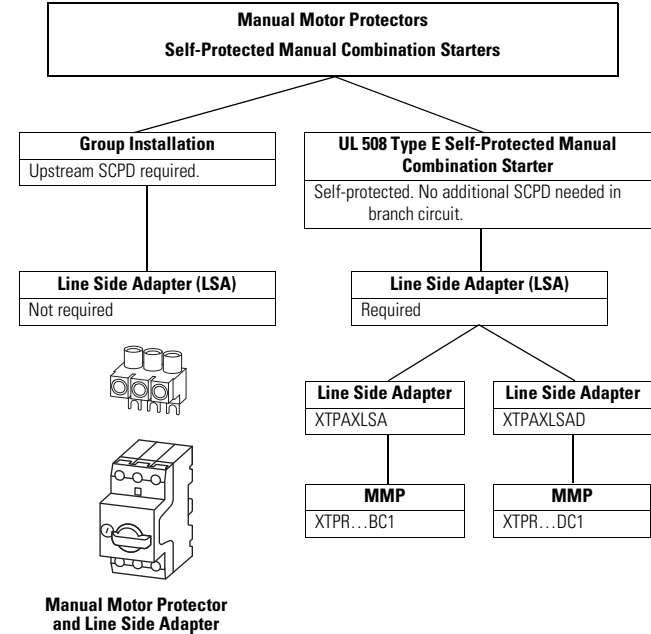 Manual Motor Protectors
Self-Protected Manual Combination Starters
Group Installation
Upstream SCPD required.
UL 508 Type E Self-Protected Manual
Combination Starter
Self-protected. No additional SCPD needed in
branch circuit.
Line Side Adapter (LSA)
Not required
Line Side Adapter (LSA)
Required
Line Side Adapter
XTPAXLSA
Line Side Adapter
XTPAXLSAD
MMP
XTPR…BC1
MMP
XTPR…DC1
Manual Motor Protector
and Line Side Adapter